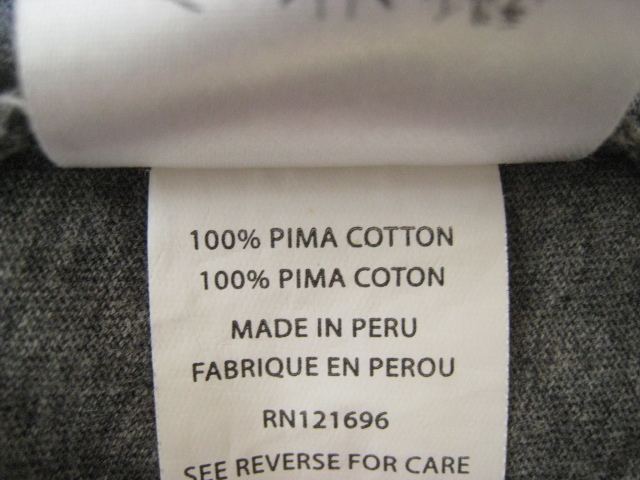 100% PIMA COTTON
100% PIMA COTON
MADE IN PERU
FABRIQUE EN PEROU
RN121696
SEE REVERSE FOR CARE